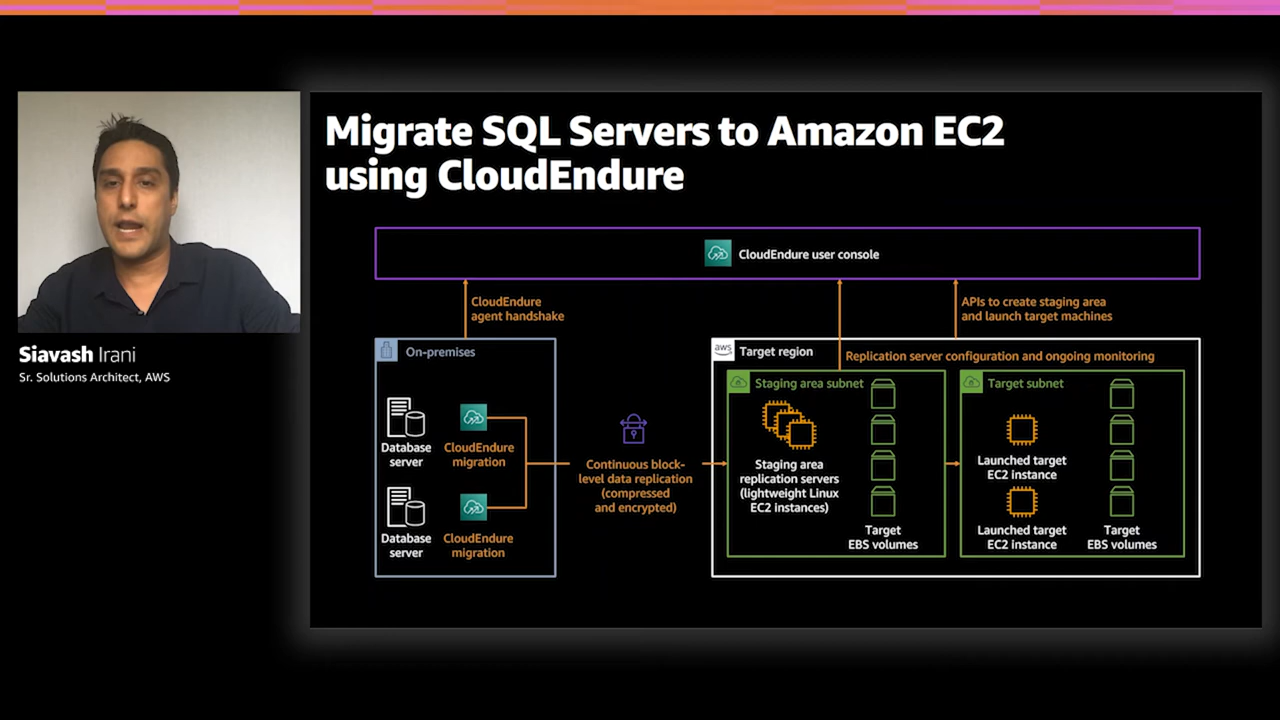 Migrate SQL Servers to Amazon EC2
using CloudEndure
CloudEndure user console
CloudEndure
agent handshake
APIs to create staging area
and launch target machines
On-premises
Database
server
CloudEndure
migration
Database
server
CloudEndure
migration
Continuous block-
level data replication
(compressed
and encrypted)
aws
Target region
Replication server configuration and ongoing monitoring
Staging area subnet
Staging area
replication servers
(lightweight Linux
EC2 instances)
Target
EBS volumes
Target subnet
Launched target
EC2 instance
Launched target
EC2 instance
Target
EBS volumes
Siavash Irani
Sr. Solutions Architect, AWS